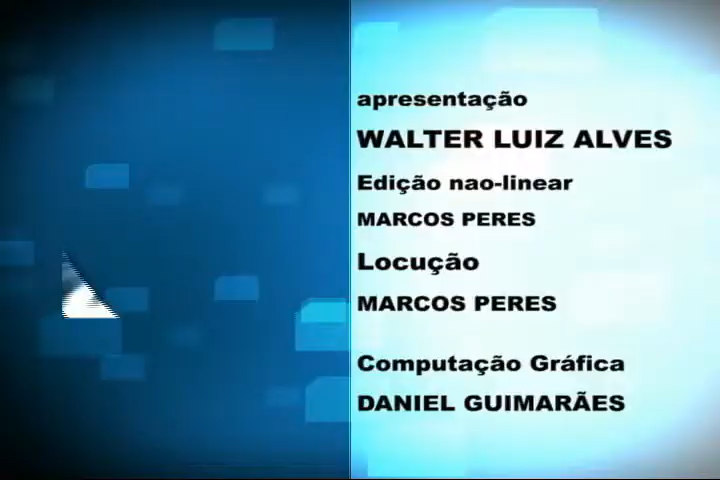 apresentação
WALTER LUIZ ALVES
Edição nao-linear
MARCOS PERES
Locução
MARCOS PERES
Computação Gráfica
DANIEL GUIMARÃES